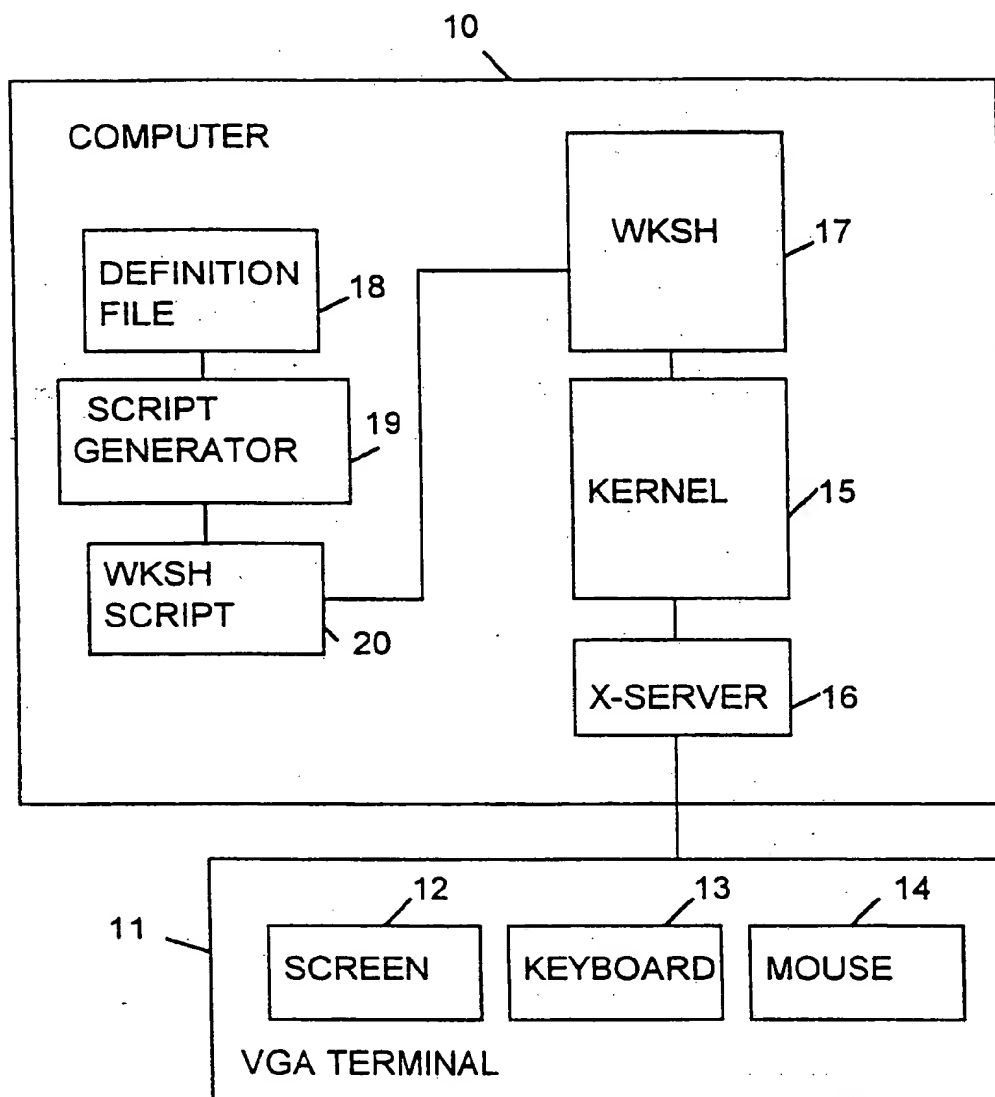 10
COMPUTER
WKSH
17
DEFINITION
FILE
18
SCRIPT
GENERATOR
19
KERNEL
15
WKSH
SCRIPT
20
X-SERVER
16
11
12
13
14
SCREEN
KEYBOARD
MOUSE
VGA TERMINAL